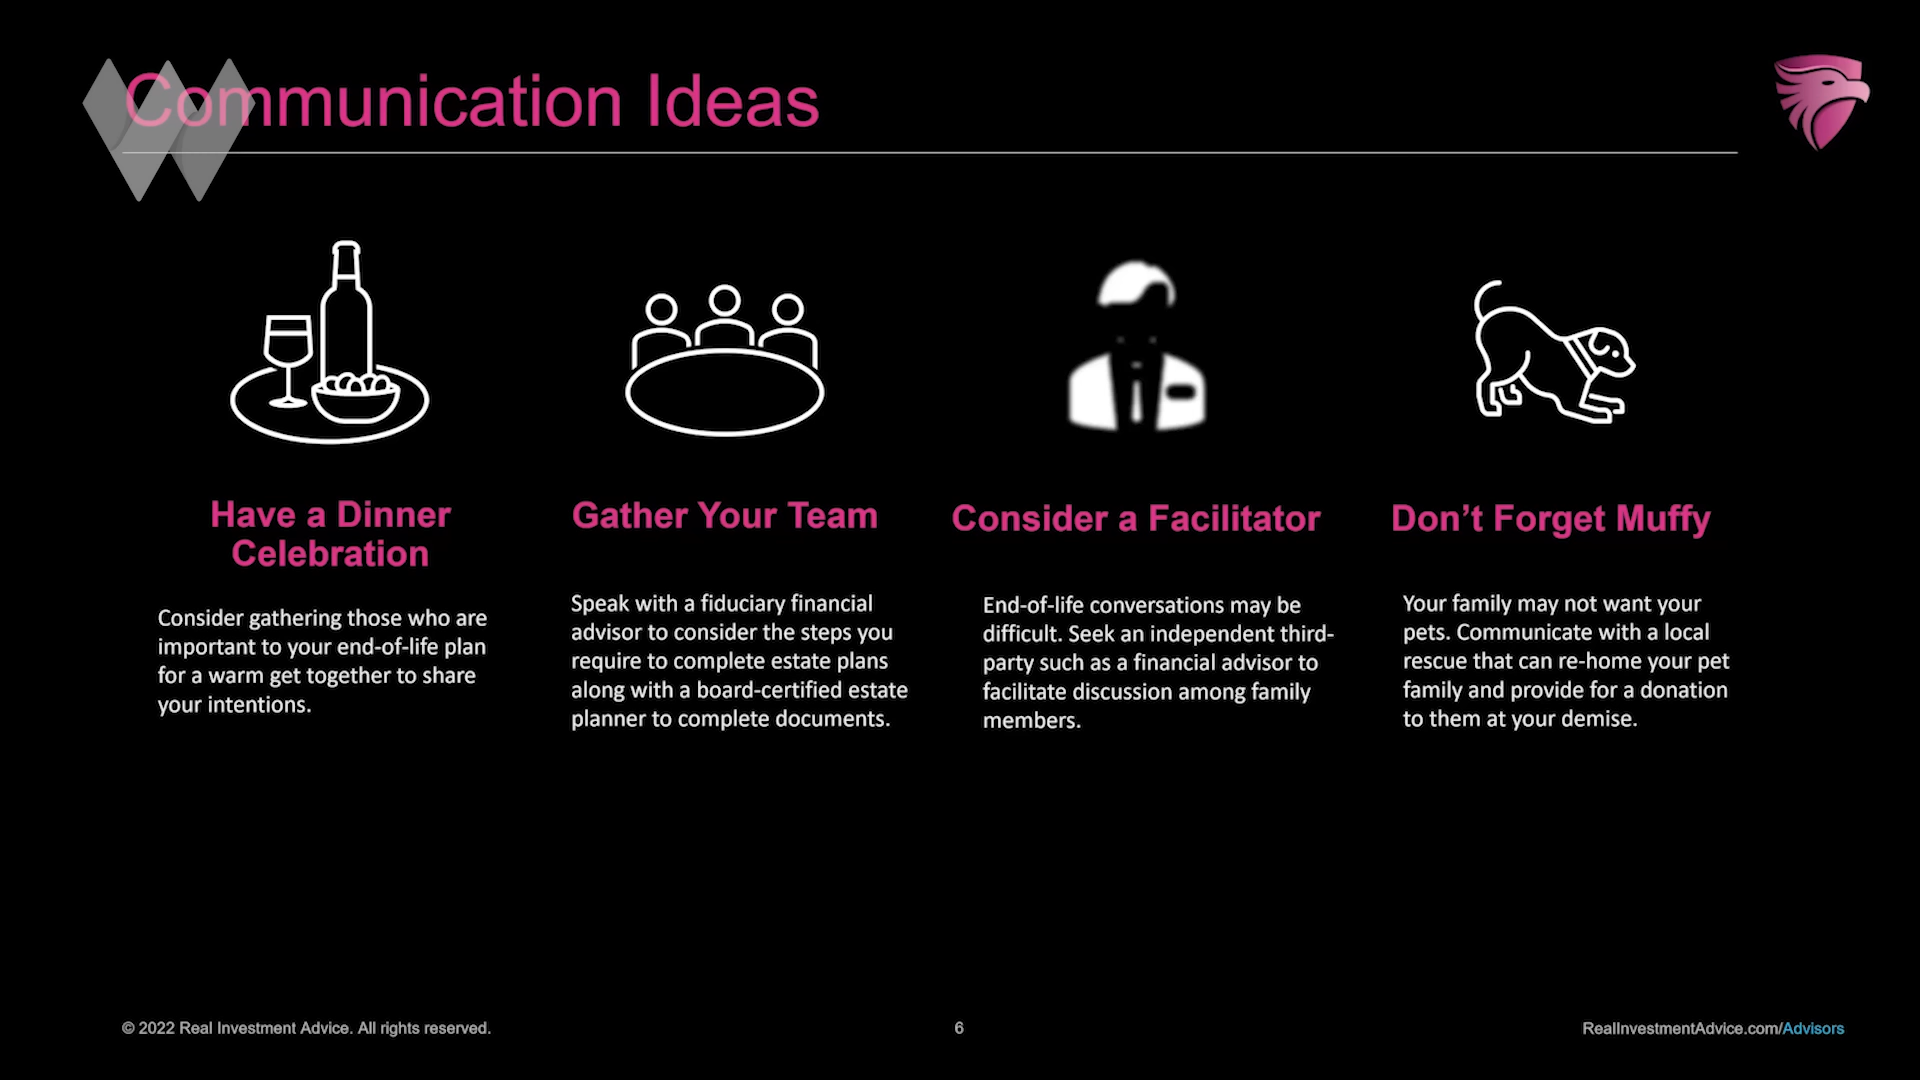 Communication Ideas
Have a Dinner
Celebration
Consider gathering those who are
important to your end-of-life plan
for a warm get together to share
your intentions.
Gather Your Team
Speak with a fiduciary financial
advisor to consider the steps you
require to complete estate plans
along with a board-certified estate
planner to complete documents.
Consider a Facilitator
End-of-life conversations may be
difficult. Seek an independent third-
party such as a financial advisor to
facilitate discussion among family
members.
Don’t Forget Muffy
Your family may not want your
pets. Communicate with a local
rescue that can re-home your pet
family and provide for a donation
to them at your demise.
© 2022 Real Investment Advice. All rights reserved.
6
RealInvestmentAdvice.com/Advisors